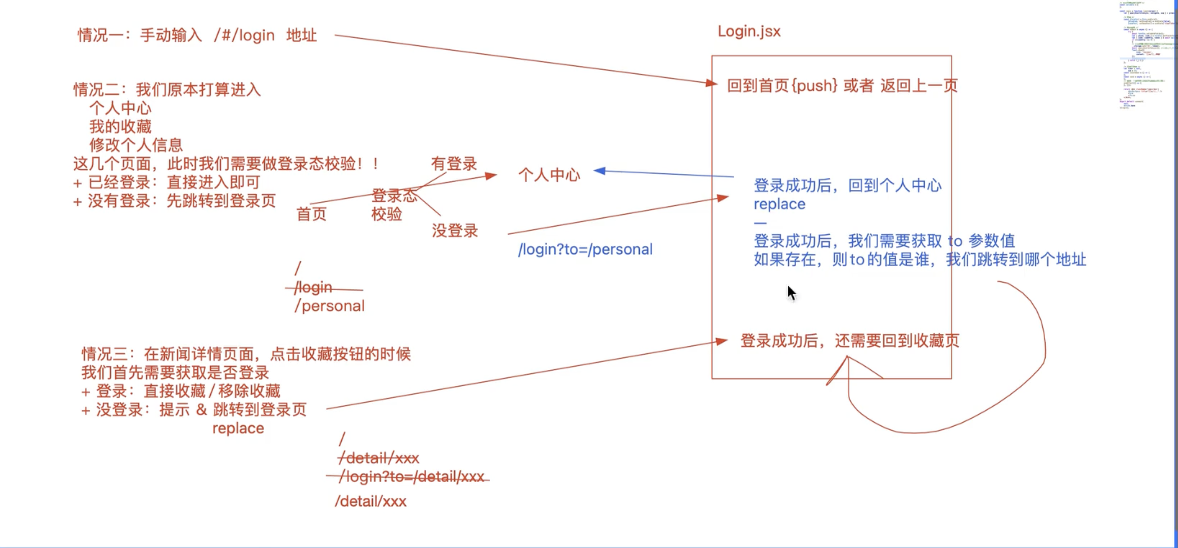 情况一：手动输入 /#/login 地址
Login.jsx
回到首页{push} 或者 返回上一页
情况二：我们原本打算进入
个人中心
我的收藏
修改个人信息
这几个页面，此时我们需要做登录态校验！！
+ 已经登录：直接进入即可
+ 没有登录：先跳转到登录页
首页
登录态
校验
有登录
没登录
个人中心
/login?to=/personal
登录成功后，回到个人中心
replace
—
登录成功后，我们需要获取 to 参数值
如果存在，则to的值是谁，我们跳转到哪个地址
/
/login
/personal
情况三：在新闻详情页面，点击收藏按钮的时候
我们首先需要获取是否登录
+ 登录：直接收藏/移除收藏
+ 没登录：提示 & 跳转到登录页
replace
登录成功后，还需要回到收藏页
/
/detail/xxx
/login?to=/detail/xxx
/detail/xxx